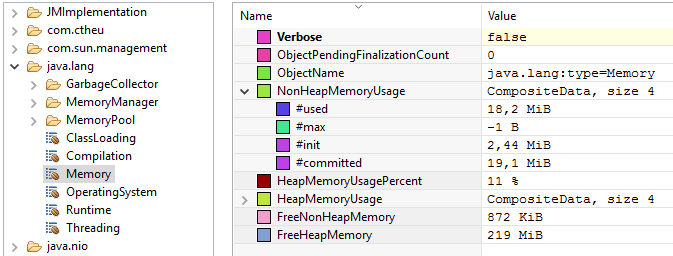 JMImplementation
com.ctheu
com.sun.management
java.lang
GarbageCollector
MemoryManager
MemoryPool
ClassLoading
Compilation
Memory
OperatingSystem
Runtime
Threading
java.nio
Name Value
Verbose false
ObjectPendingFinalizationCount 0
ObjectName java.lang:type=Memory
NonHeapMemoryUsage CompositeData, size 4
#used 18,2 MiB
#max -1 B
#init 2,44 MiB
#committed 19,1 MiB
HeapMemoryUsagePercent 11 %
HeapMemoryUsage CompositeData, size 4
FreeNonHeapMemory 872 KiB
FreeHeapMemory 219 MiB